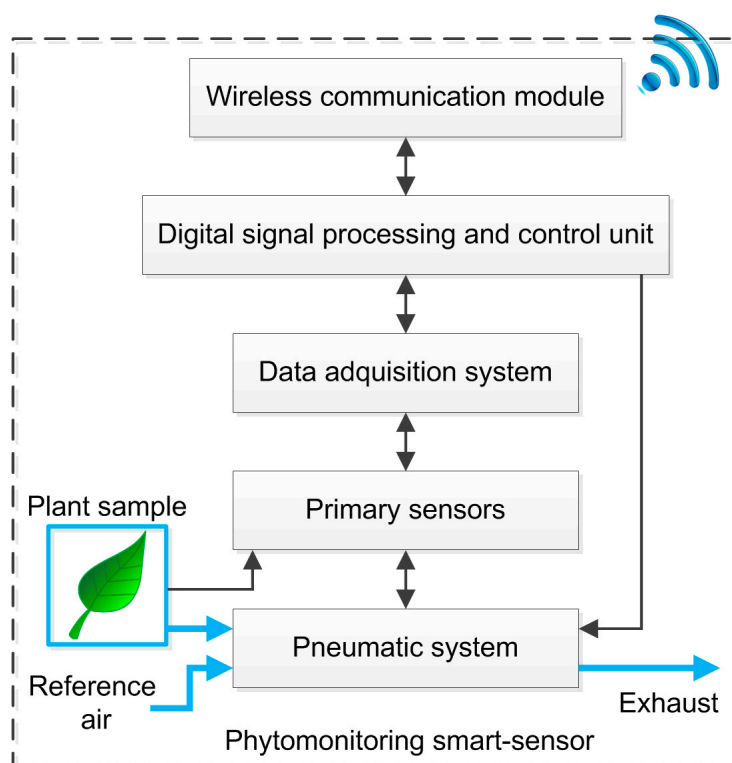 Wireless communication module
Digital signal processing and control unit
Data adquisition system
Primary sensors
Plant sample
Pneumatic system
Reference
air
Exhaust
Phytomonitoring smart-sensor